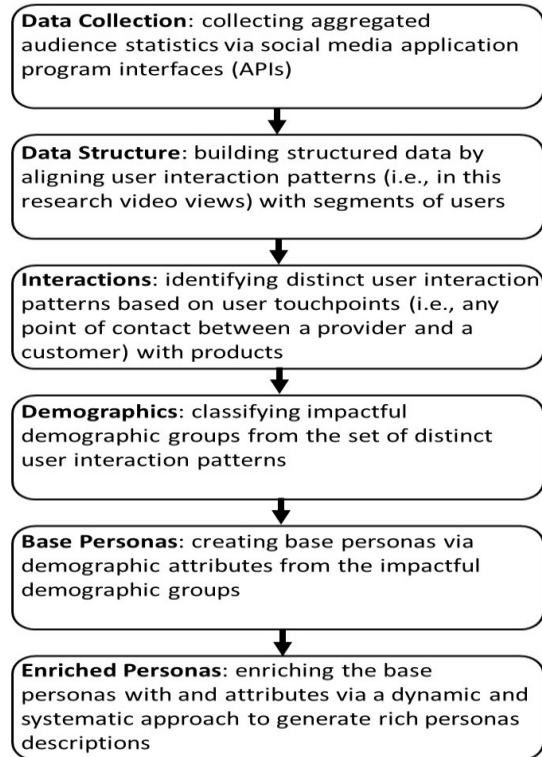 Data Collection: collecting aggregated
audience statistics via social media application
program interfaces (APIs)
Data Structure: building structured data by
aligning user interaction patterns (i.e., in this
research video views) with segments of users
Interactions: identifying distinct user interaction
patterns based on user touchpoints (i.e., any
point of contact between a provider and a
customer) with products
Demographics: classifying impactful
demographic groups from the set of distinct
user interaction patterns
Base Personas: creating base personas via
demographic attributes from the impactful
demographic groups
Enriched Personas: enriching the base
personas with and attributes via a dynamic and
systematic approach to generate rich personas
descriptions